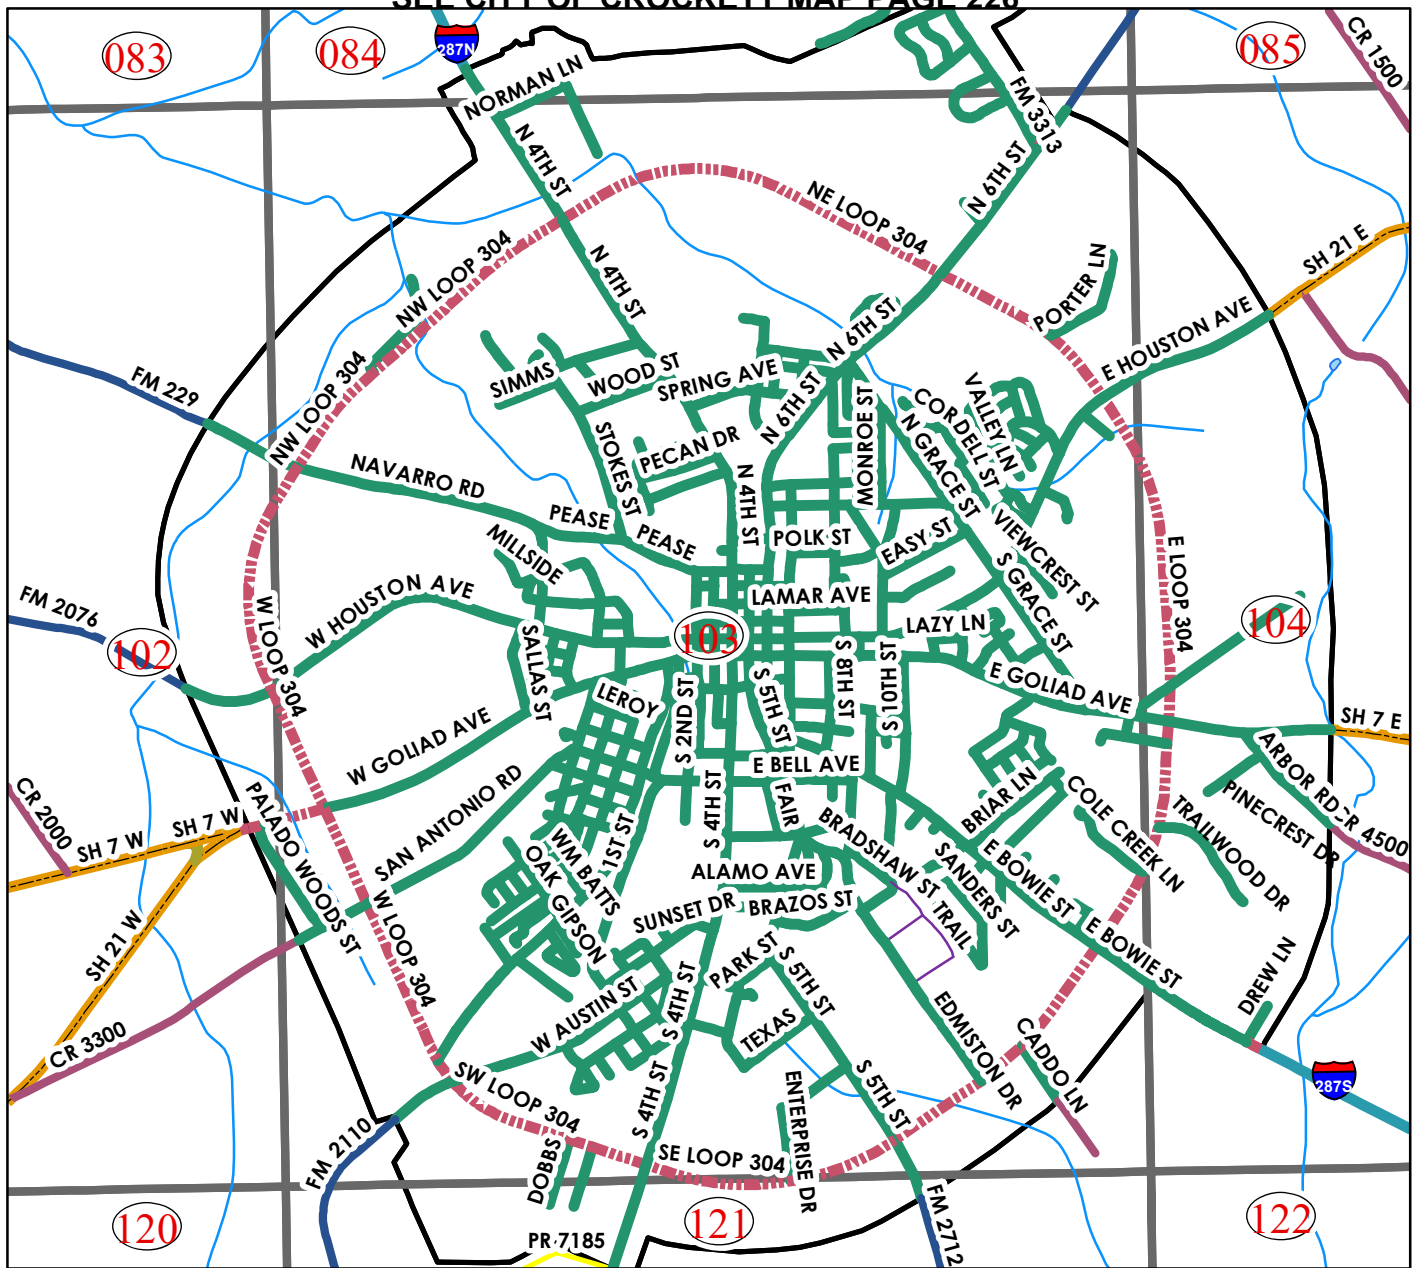 SEE CITY OF CROCKETT MAP PAGE 226
083
084
287N
085
CR 1500
NORMAN LN
FM 3313
N 4TH ST
N 6TH ST
NE LOOP 304
NW LOOP 304
N 4TH ST
PORTER LN
SH 21 E
N 6TH ST
E HOUSTON AVE
FM 229
NW LOOP 304
SIMMS
WOOD ST
SPRING AVE
N 6TH ST
MONROE ST
CORDELL ST
VALLEY LN
N GRACE ST
STOKES ST
PECAN DR
N 4TH ST
NAVARRO RD
PEASE
PEASE
POLK ST
EASY ST
VIEWCREST ST
MILLSIDE
S GRACE ST
E LOOP 304
FM 2076
W HOUSTON AVE
LAMAR AVE
LAZY LN
W LOOP 304
102
103
104
SALLAS ST
S 8TH ST
S 10TH ST
S 5TH ST
S 2ND ST
LEROY
E GOLIAD AVE
SH 7 E
W GOLIAD AVE
E BELL AVE
ARBOR RD
CR 4500
SAN ANTONIO RD
CR 2000
PALADO WOODS ST
SH 7 W
SH 7 W
S 4TH ST
FAIR
BRIAR LN
COLE CREEK LN
PINECREST DR
TRAILWOOD DR
BRADSHAW ST
1ST ST
WM BATTS
OAK
GIPSON
ALAMO AVE
SANDERS ST
E BOWIE ST
SUNSET DR
BRAZOS ST
TRAIL
W LOOP 304
SH 21 W
E BOWIE ST
DREW LN
PARK ST
S 5TH ST
S 4TH ST
W AUSTIN ST
TEXAS
EDMISTON DR
CADDO LN
CR 3300
SW LOOP 304
S 4TH ST
ENTERPRISE DR
S 5TH ST
287S
FM 2110
DOBBS
SE LOOP 304
FM 2712
120
121
122
PR 7185